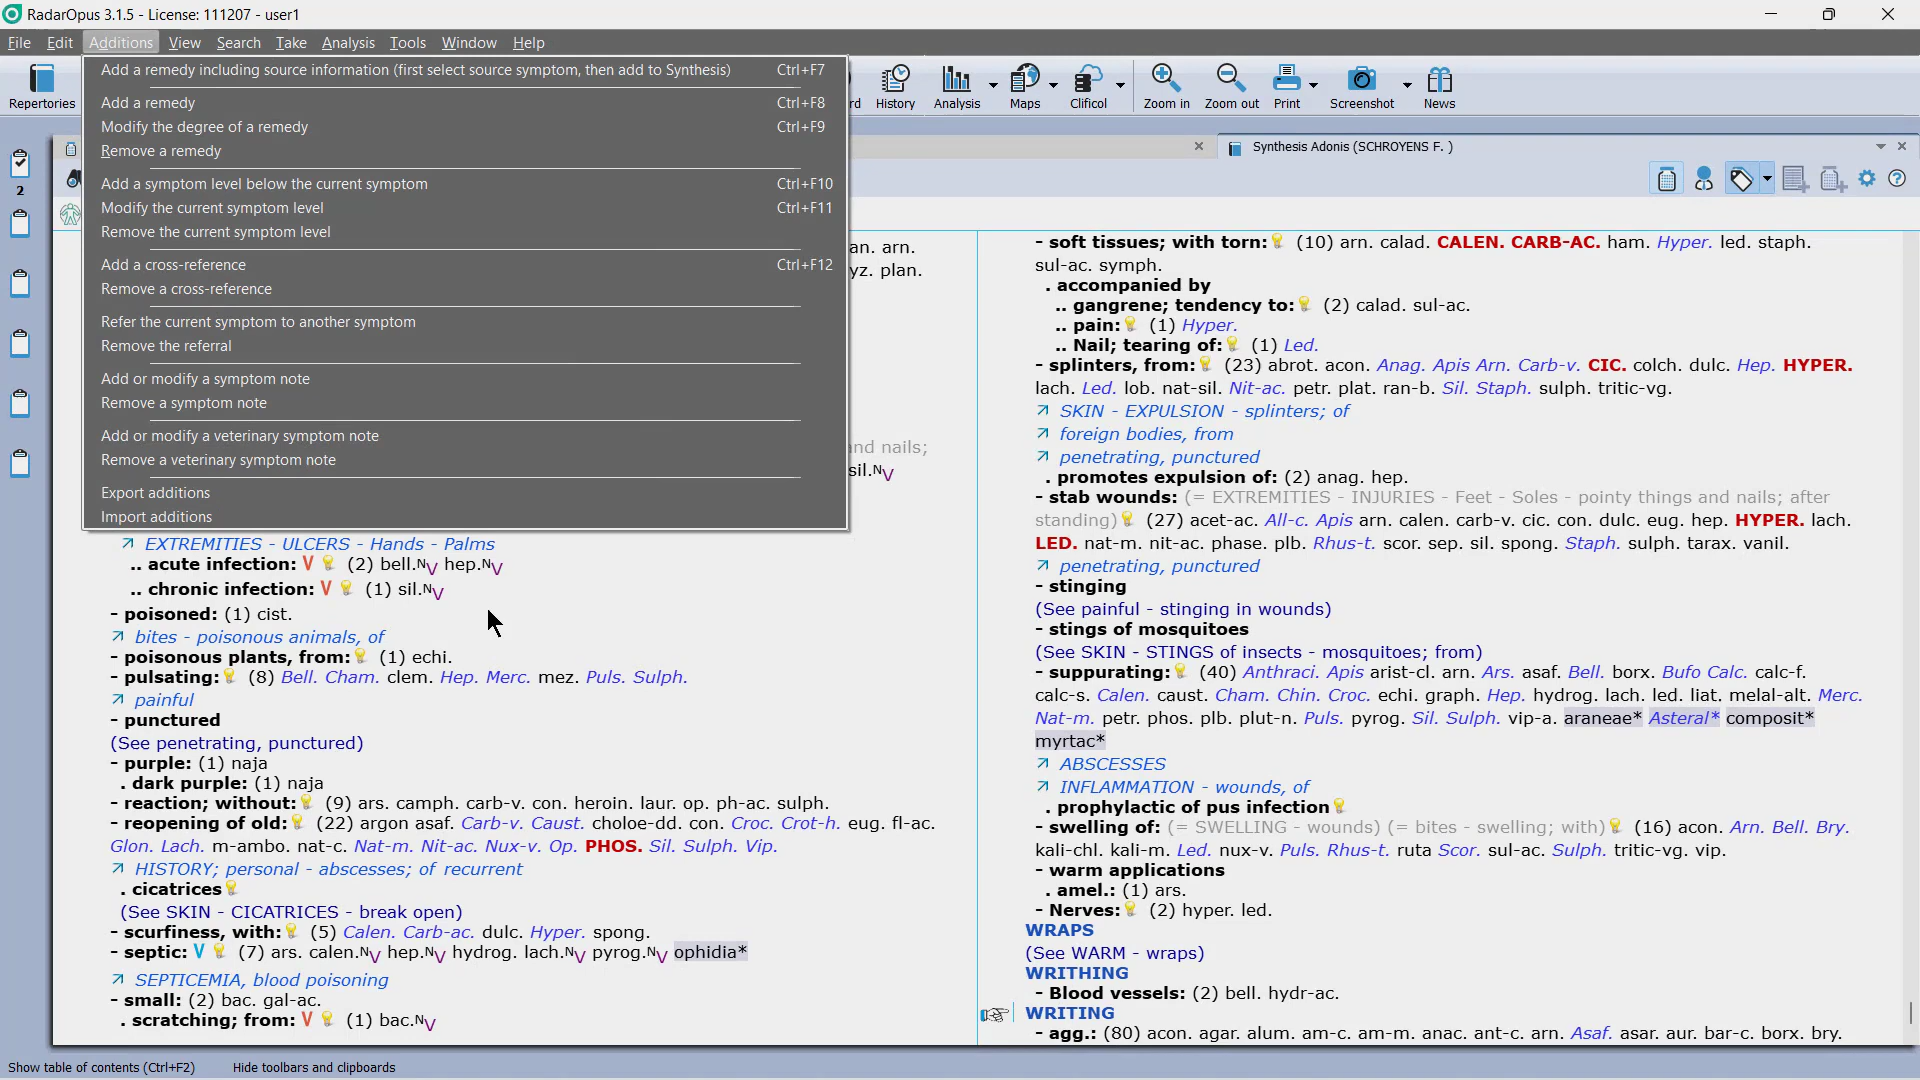 RadarOpus 3.1.5 - License: 111207 - user1
File Edit Additions View Search Take Analysis Tools Window Help
Repertories
History Analysis Maps Clificol Zoom in Zoom out Print Screenshot News
Add a remedy including source information (first select source symptom, then add to Synthesis) Ctrl+F7
Add a remedy Ctrl+F8
Modify the degree of a remedy Ctrl+F9
Remove a remedy
Add a symptom level below the current symptom Ctrl+F10
Modify the current symptom level Ctrl+F11
Remove the current symptom level
Add a cross-reference Ctrl+F12
Remove a cross-reference
Refer the current symptom to another symptom
Remove the referral
Add or modify a symptom note
Remove a symptom note
Add or modify a veterinary symptom note
Remove a veterinary symptom note
Export additions
Import additions
2
an. arn.
yz. plan.
and nails;
sil.ᴺV
↗ EXTREMITIES - ULCERS - Hands - Palms
.. acute infection: V (2) bell.ᴺV hep.ᴺV
.. chronic infection: V (1) sil.ᴺV
- poisoned: (1) cist.
↗ bites - poisonous animals, of
- poisonous plants, from: (1) echi.
- pulsating: (8) Bell. Cham. clem. Hep. Merc. mez. Puls. Sulph.
↗ painful
- punctured
(See penetrating, punctured)
- purple: (1) naja
. dark purple: (1) naja
- reaction; without: (9) ars. camph. carb-v. con. heroin. laur. op. ph-ac. sulph.
- reopening of old: (22) argon asaf. Carb-v. Caust. choloe-dd. con. Croc. Crot-h. eug. fl-ac.
Glon. Lach. m-ambo. nat-c. Nat-m. Nit-ac. Nux-v. Op. PHOS. Sil. Sulph. Vip.
↗ HISTORY; personal - abscesses; of recurrent
. cicatrices
(See SKIN - CICATRICES - break open)
- scurfiness, with: (5) Calen. Carb-ac. dulc. Hyper. spong.
- septic: V (7) ars. calen.ᴺV hep.ᴺV hydrog. lach.ᴺV pyrog.ᴺV ophidia*
↗ SEPTICEMIA, blood poisoning
- small: (2) bac. gal-ac.
. scratching; from: V (1) bac.ᴺV
Synthesis Adonis (SCHROYENS F. )
- soft tissues; with torn: (10) arn. calad. CALEN. CARB-AC. ham. Hyper. led. staph.
sul-ac. symph.
. accompanied by
.. gangrene; tendency to: (2) calad. sul-ac.
.. pain: (1) Hyper.
.. Nail; tearing of: (1) Led.
- splinters, from: (23) abrot. acon. Anag. Apis Arn. Carb-v. CIC. colch. dulc. Hep. HYPER.
lach. Led. lob. nat-sil. Nit-ac. petr. plat. ran-b. Sil. Staph. sulph. tritic-vg.
↗ SKIN - EXPULSION - splinters; of
↗ foreign bodies, from
↗ penetrating, punctured
. promotes expulsion of: (2) anag. hep.
- stab wounds: (= EXTREMITIES - INJURIES - Feet - Soles - pointy things and nails; after
standing) (27) acet-ac. All-c. Apis arn. calen. carb-v. cic. con. dulc. eug. hep. HYPER. lach.
LED. nat-m. nit-ac. phase. plb. Rhus-t. scor. sep. sil. spong. Staph. sulph. tarax. vanil.
↗ penetrating, punctured
- stinging
(See painful - stinging in wounds)
- stings of mosquitoes
(See SKIN - STINGS of insects - mosquitoes; from)
- suppurating: (40) Anthraci. Apis arist-cl. arn. Ars. asaf. Bell. borx. Bufo Calc. calc-f.
calc-s. Calen. caust. Cham. Chin. Croc. echi. graph. Hep. hydrog. lach. led. liat. melal-alt. Merc.
Nat-m. petr. phos. plb. plut-n. Puls. pyrog. Sil. Sulph. vip-a. araneae* Asteral* composit*
myrtac*
↗ ABSCESSES
↗ INFLAMMATION - wounds, of
. prophylactic of pus infection
- swelling of: (= SWELLING - wounds) (= bites - swelling; with) (16) acon. Arn. Bell. Bry.
kali-chl. kali-m. Led. nux-v. Puls. Rhus-t. ruta Scor. sul-ac. Sulph. tritic-vg. vip.
- warm applications
. amel.: (1) ars.
- Nerves: (2) hyper. led.
WRAPS
(See WARM - wraps)
WRITHING
- Blood vessels: (2) bell. hydr-ac.
WRITING
- agg.: (80) acon. agar. alum. am-c. am-m. anac. ant-c. arn. Asaf. asar. aur. bar-c. borx. bry.
Show table of contents (Ctrl+F2) Hide toolbars and clipboards